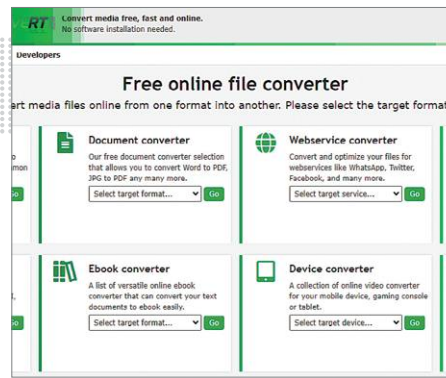 RT
Convert media free, fast and online.
No software installation needed.
Developers
Free online file converter
ert media files online from one format into another. Please select the target format
Document converter
Our free document converter selection
that allows you to convert Word to PDF,
JPG to PDF any many more.
Select target format...
Go
Webservice converter
Convert and optimize your files for
webservices like WhatsApp, Twitter,
Facebook, and many more.
Select target service...
Go
mon
Go
Ebook converter
A list of versatile online ebook
converter that can convert your text
documents to ebook easily.
Select target format...
Go
Device converter
A collection of online video converter
for your mobile device, gaming console
or tablet.
Select target device...
Go
Go